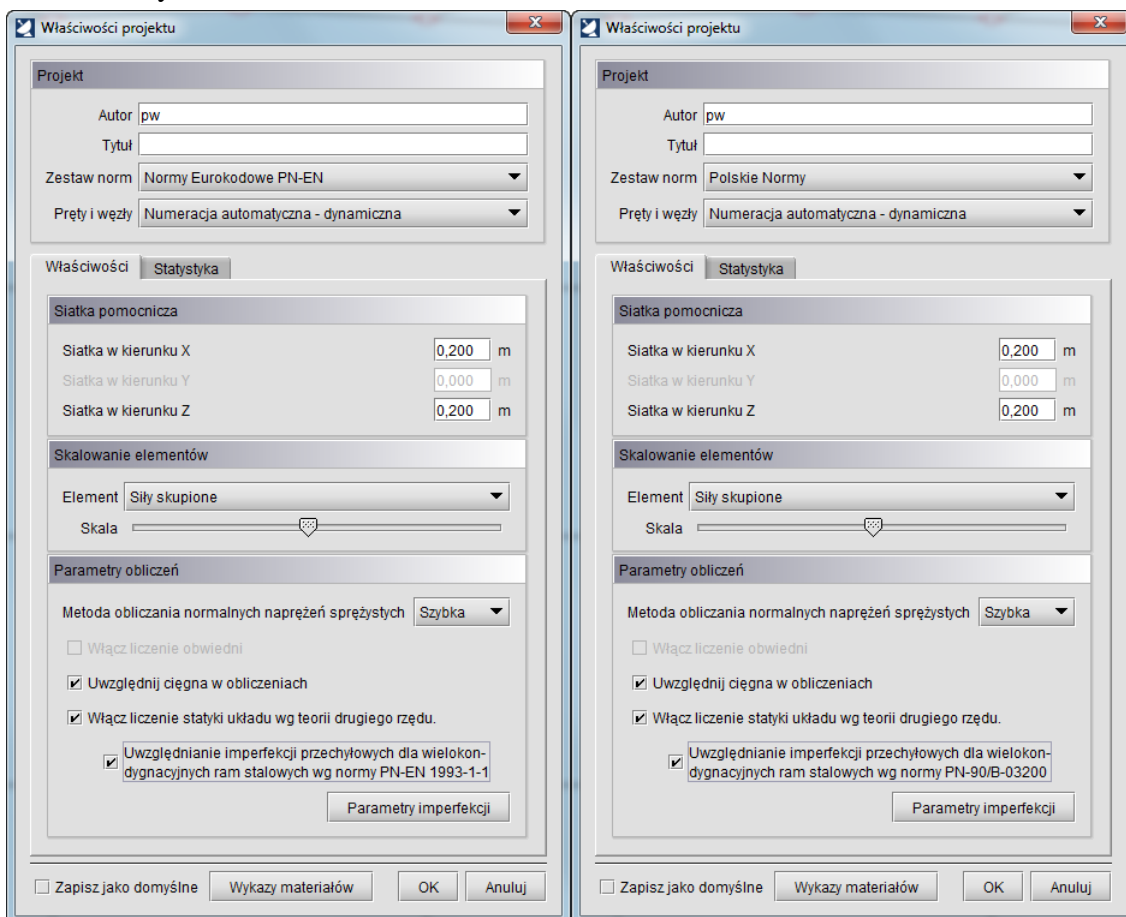 Właściwości projektu
Projekt
Autor pw
Tytuł
Zestaw norm Normy Eurokodowe PN-EN
Pręty i węzły Numeracja automatyczna - dynamiczna
Właściwości Statystyka
Siatka pomocnicza
Siatka w kierunku X 0,200 m
Siatka w kierunku Y 0,000 m
Siatka w kierunku Z 0,200 m
Skalowanie elementów
Element Siły skupione
Skala
Parametry obliczeń
Metoda obliczania normalnych naprężeń sprężystych Szybka
Włącz liczenie obwiedni
Uwzględnij cięgna w obliczeniach
Włącz liczenie statyki układu wg teorii drugiego rzędu.
Uwzględnianie imperfekcji przechyłowych dla wielokon-
dygnacyjnych ram stalowych wg normy PN-EN 1993-1-1
Parametry imperfekcji
Zapisz jako domyślne Wykazy materiałów OK Anuluj
Właściwości projektu
Projekt
Autor pw
Tytuł
Zestaw norm Polskie Normy
Pręty i węzły Numeracja automatyczna - dynamiczna
Właściwości Statystyka
Siatka pomocnicza
Siatka w kierunku X 0,200 m
Siatka w kierunku Y 0,000 m
Siatka w kierunku Z 0,200 m
Skalowanie elementów
Element Siły skupione
Skala
Parametry obliczeń
Metoda obliczania normalnych naprężeń sprężystych Szybka
Włącz liczenie obwiedni
Uwzględnij cięgna w obliczeniach
Włącz liczenie statyki układu wg teorii drugiego rzędu.
Uwzględnianie imperfekcji przechyłowych dla wielokon-
dygnacyjnych ram stalowych wg normy PN-90/B-03200
Parametry imperfekcji
Zapisz jako domyślne Wykazy materiałów OK Anuluj